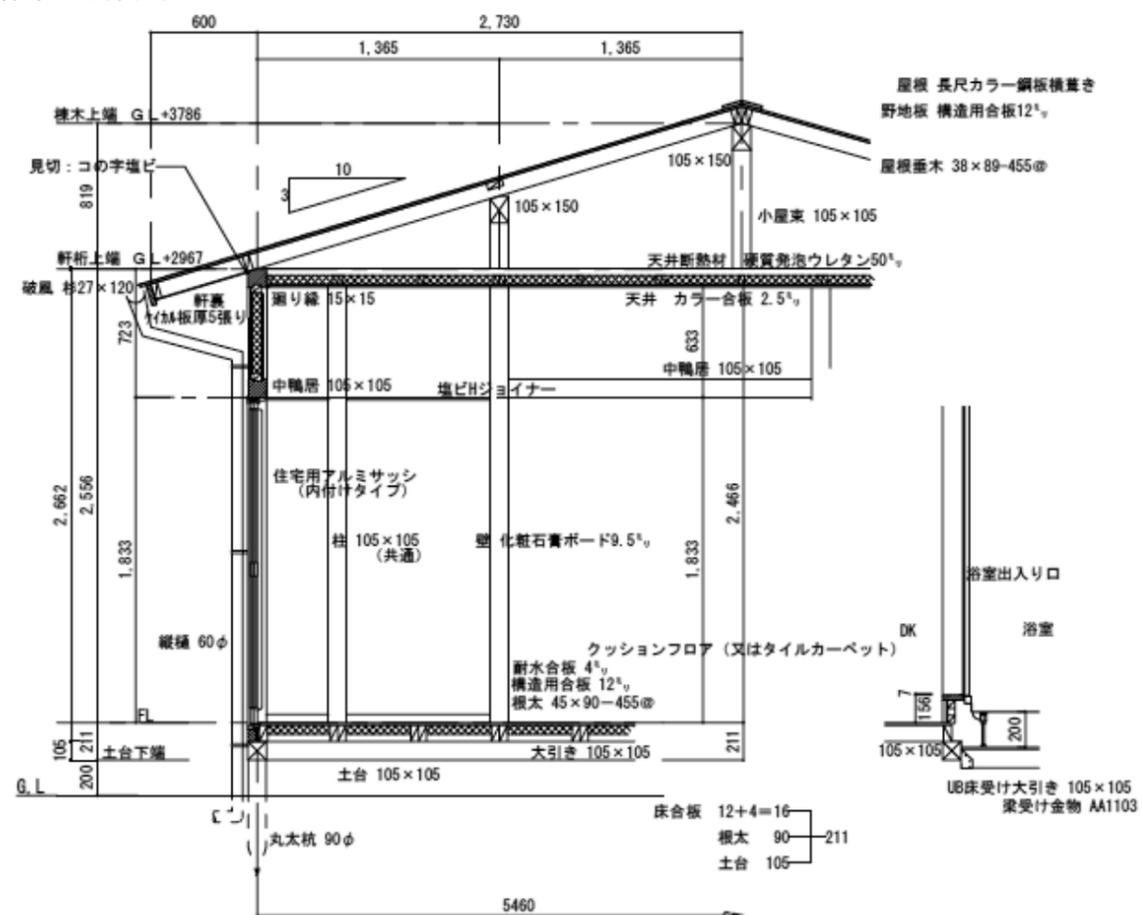 600
2,730
1,365
1,365
屋根 長尺カラー鋼板横葺き
棟木上端 GL+3786
野地板 構造用合板12㍉
見切：コの字塩ビ
10
3
105×150
屋根垂木 38×89-455@
819
105×150
小屋束 105×105
軒桁上端 GL+2967
天井断熱材 硬質発泡ウレタン50㍉
破風 杉27×120
軒裏
ケイカル板厚5張り
廻り縁 15×15
天井 カラー合板 2.5㍉
723
633
中鴨居 105×105
中鴨居 105×105
塩ビHジョイナー
住宅用アルミサッシ
(内付けタイプ)
2,662
2,556
2,466
1,833
柱 105×105
(共通)
壁 化粧石膏ボード9.5㍉
1,833
浴室出入り口
DK
浴室
縦樋 60φ
クッションフロア (又はタイルカーペット)
耐水合板 4㍉
構造用合板 12㍉
根太 45×90-455@
7
156
200
FL
105
211
土台下端
大引き 105×105
211
105×105
200
土台 105×105
G.L
UB床受け大引き 105×105
梁受け金物 AA1103
床合板 12+4=16
根太 90
211
土台 105
丸太杭 90φ
5460